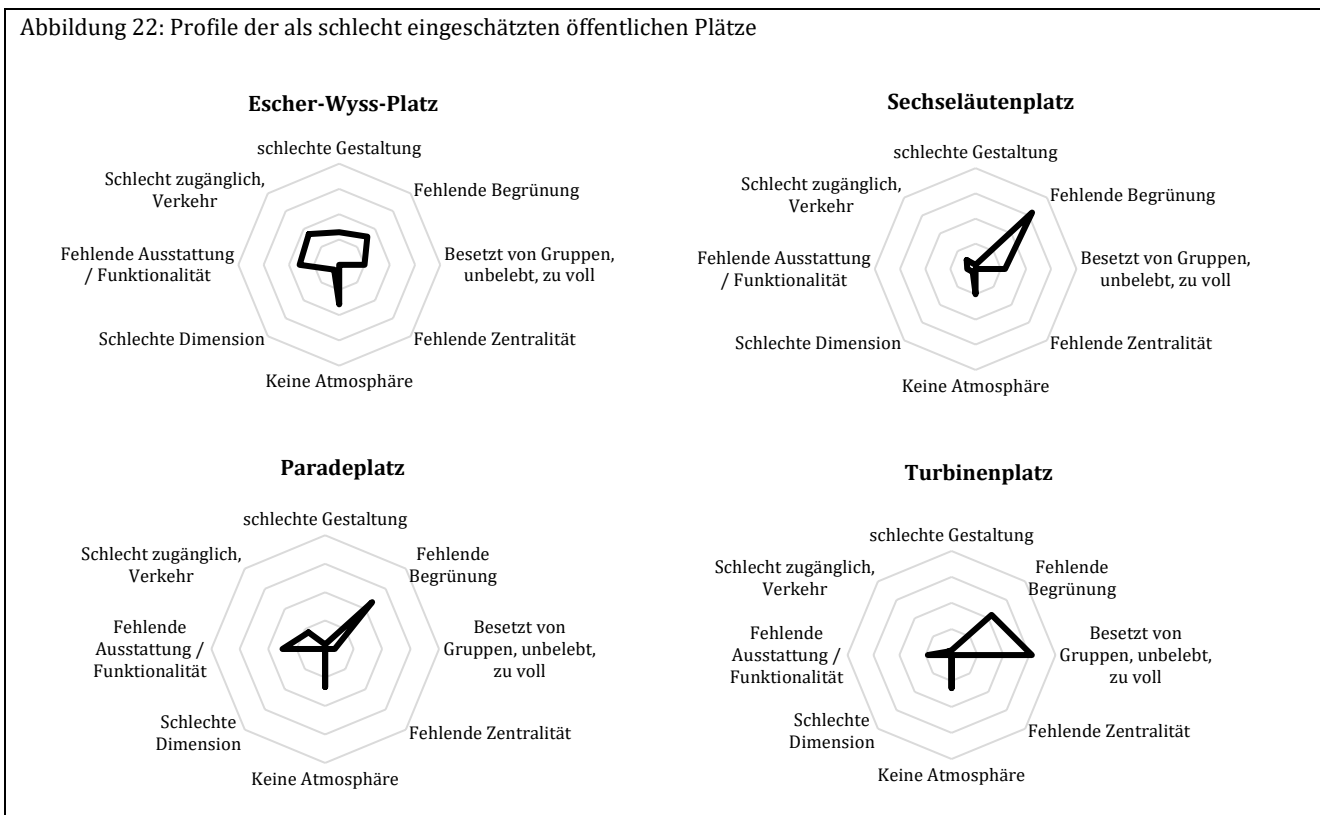 Abbildung 22: Profile der als schlecht eingeschätzten öffentlichen Plätze
Escher-Wyss-Platz
schlechte Gestaltung
Fehlende Begrünung
Besetzt von Gruppen,
unbelebt, zu voll
Fehlende Zentralität
Keine Atmosphäre
Schlechte Dimension
Fehlende Ausstattung
/ Funktionalität
Schlecht zugänglich,
Verkehr
Sechseläutenplatz
schlechte Gestaltung
Fehlende Begrünung
Besetzt von Gruppen,
unbelebt, zu voll
Fehlende Zentralität
Keine Atmosphäre
Schlechte Dimension
Fehlende Ausstattung
/ Funktionalität
Schlecht zugänglich,
Verkehr
Paradeplatz
schlechte Gestaltung
Fehlende
Begrünung
Besetzt von
Gruppen, unbelebt,
zu voll
Fehlende Zentralität
Keine Atmosphäre
Schlechte
Dimension
Fehlende
Ausstattung /
Funktionalität
Schlecht zugänglich,
Verkehr
Turbinenplatz
schlechte Gestaltung
Fehlende
Begrünung
Besetzt von
Gruppen, unbelebt,
zu voll
Fehlende Zentralität
Keine Atmosphäre
Schlechte
Dimension
Fehlende
Ausstattung /
Funktionalität
Schlecht zugänglich,
Verkehr